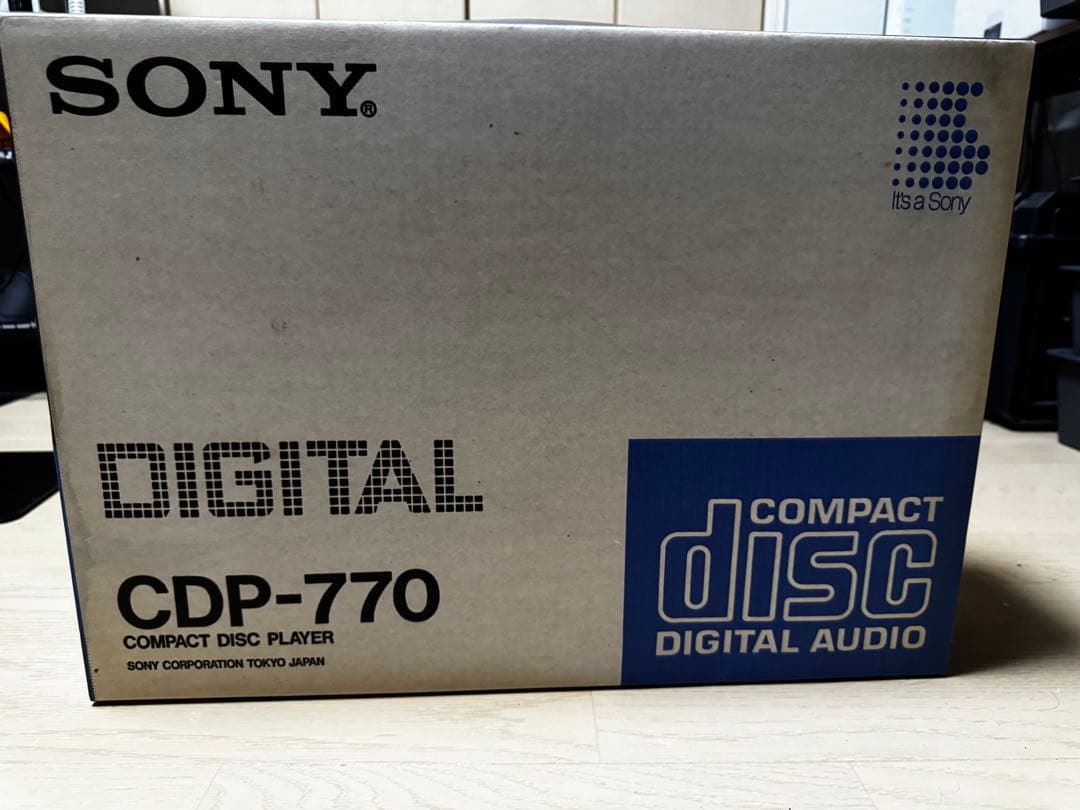 SONY®
It's a Sony
DIGITAL
CDP-770
COMPACT DISC PLAYER
SONY CORPORATION TOKYO JAPAN
COMPACT
disc
DIGITAL AUDIO